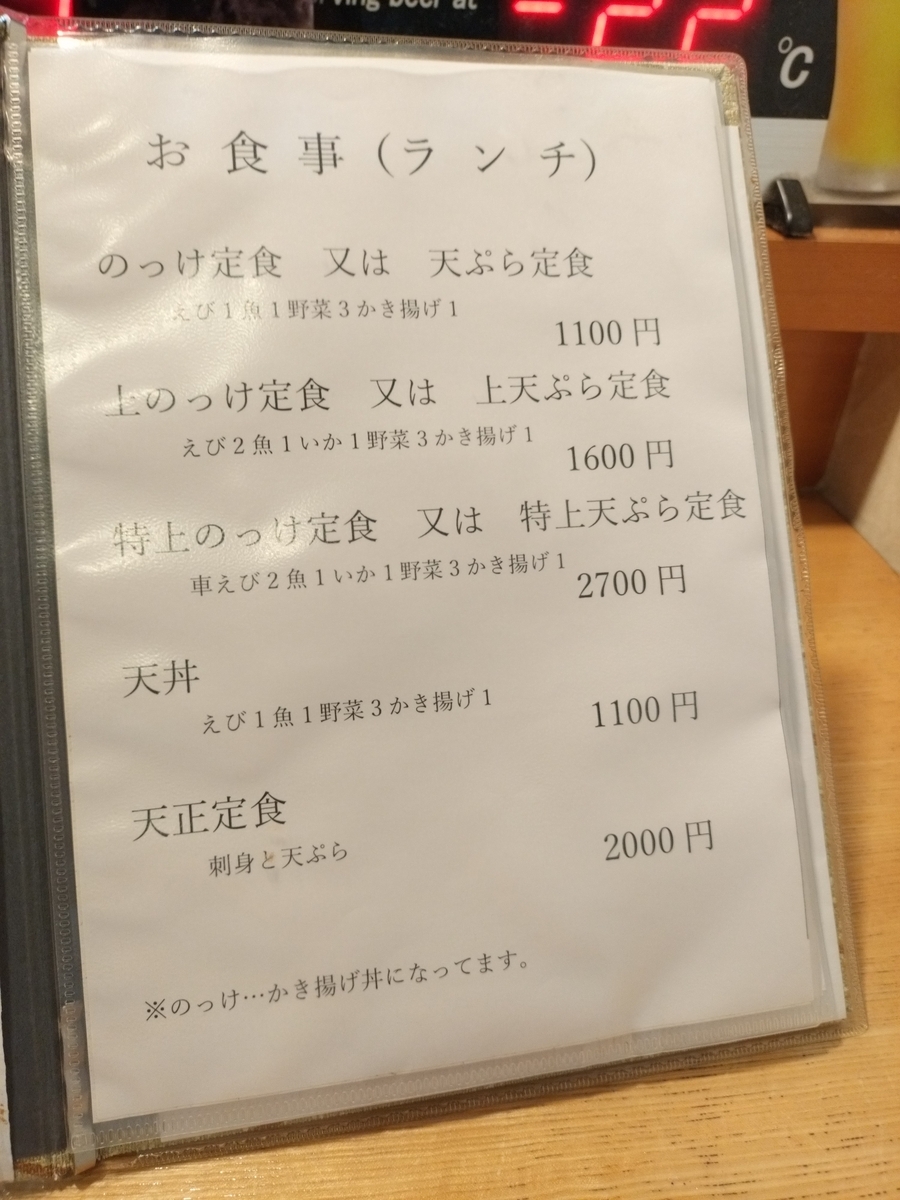 rving beer at
-22
℃
お食事(ランチ)
のっけ定食　又は　天ぷら定食
えび1魚1野菜3かき揚げ1
1100円
上のっけ定食　又は　上天ぷら定食
えび2魚1いか1野菜3かき揚げ1
1600円
特上のっけ定食　又は　特上天ぷら定食
車えび2魚1いか1野菜3かき揚げ1
2700円
天丼
えび1魚1野菜3かき揚げ1
1100円
天正定食
刺身と天ぷら
2000円
※のっけ…かき揚げ丼になってます。